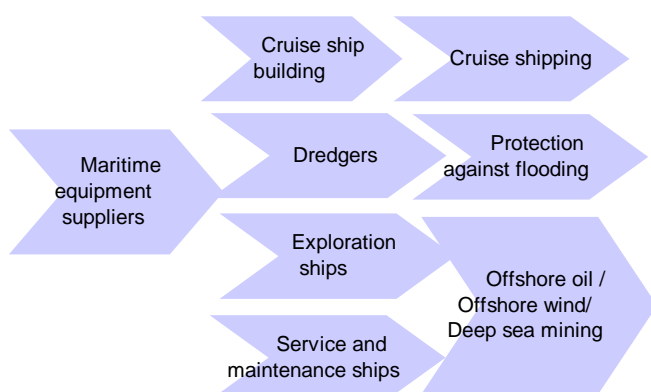 Cruise ship
building
Cruise shipping
Maritime
equipment
suppliers
Dredgers
Protection
against flooding
Exploration
ships
Offshore oil /
Offshore wind/
Deep sea mining
Service and
maintenance ships